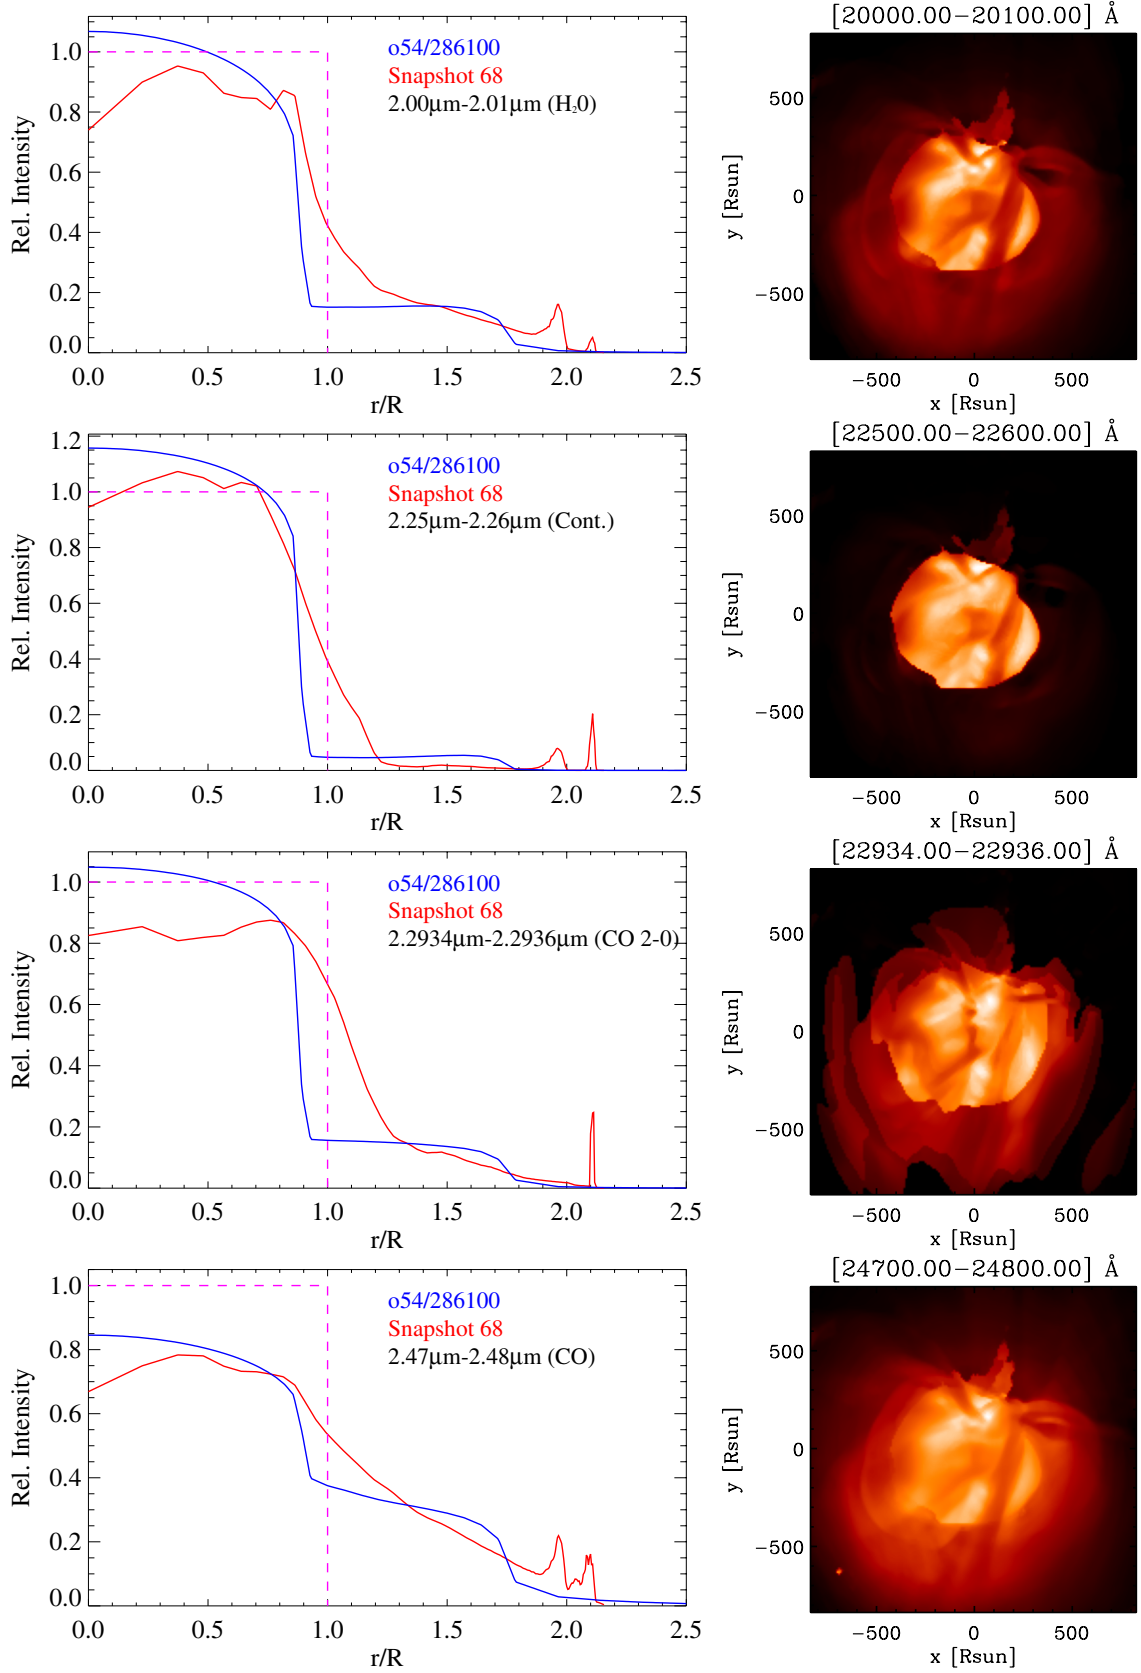 [20000.00−20100.00] Å
o54/286100
Snapshot 68
2.00μm-2.01μm (H₂0)
Rel. Intensity
1.0
0.8
0.6
0.4
0.2
0.0
0.0 0.5 1.0 1.5 2.0 2.5
r/R
y [Rsun]
500
0
−500
−500 0 500
x [Rsun]
[22500.00−22600.00] Å
o54/286100
Snapshot 68
2.25μm-2.26μm (Cont.)
Rel. Intensity
1.2
1.0
0.8
0.6
0.4
0.2
0.0
0.0 0.5 1.0 1.5 2.0 2.5
r/R
y [Rsun]
500
0
−500
−500 0 500
x [Rsun]
[22934.00−22936.00] Å
o54/286100
Snapshot 68
2.2934μm-2.2936μm (CO 2-0)
Rel. Intensity
1.0
0.8
0.6
0.4
0.2
0.0
0.0 0.5 1.0 1.5 2.0 2.5
r/R
y [Rsun]
500
0
−500
−500 0 500
x [Rsun]
[24700.00−24800.00] Å
o54/286100
Snapshot 68
2.47μm-2.48μm (CO)
Rel. Intensity
1.0
0.8
0.6
0.4
0.2
0.0
0.0 0.5 1.0 1.5 2.0 2.5
r/R
y [Rsun]
500
0
−500
−500 0 500
x [Rsun]